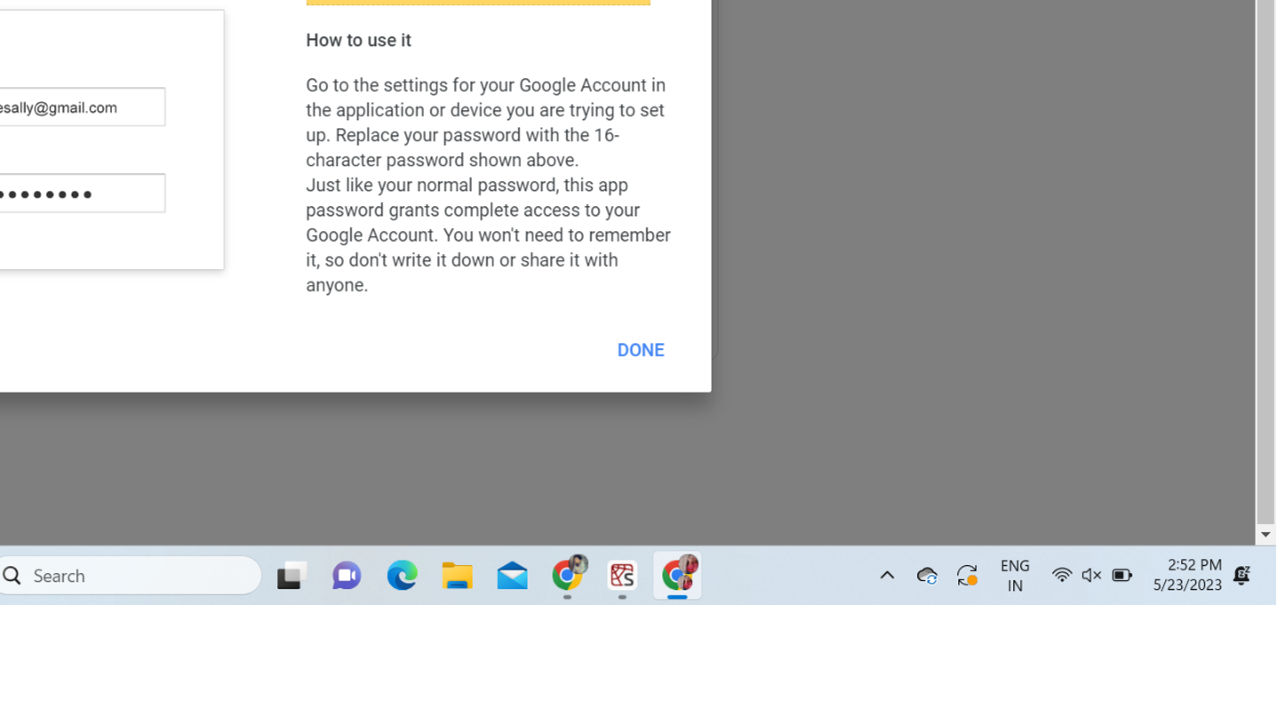 How to use it
Go to the settings for your Google Account in
the application or device you are trying to set
up. Replace your password with the 16-
character password shown above.
Just like your normal password, this app
password grants complete access to your
Google Account. You won't need to remember
it, so don't write it down or share it with
anyone.
DONE
esally@gmail.com
Search
ENG
IN
2:52 PM
5/23/2023